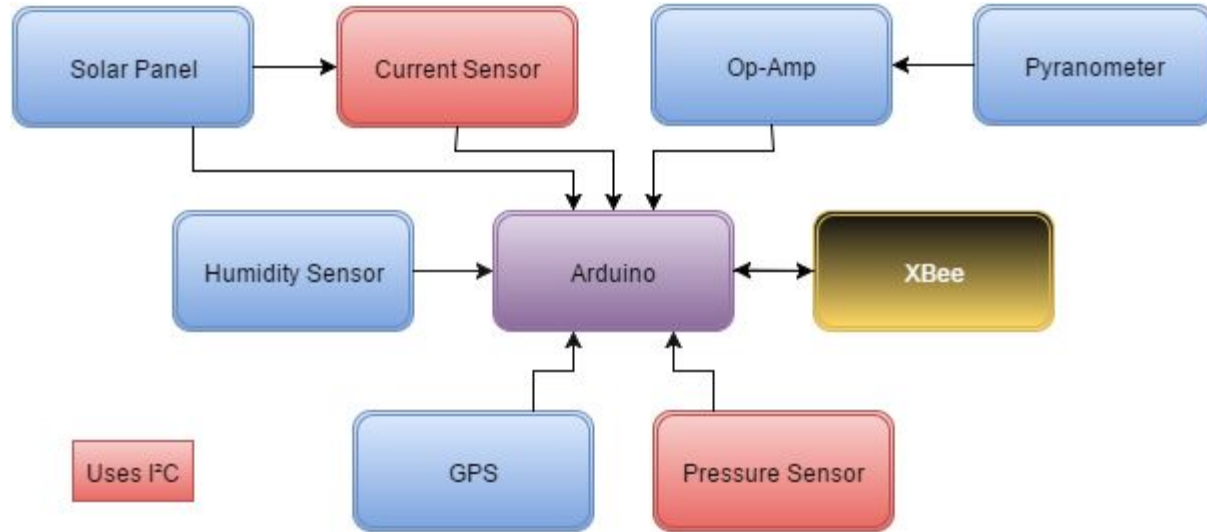 Solar Panel
Current Sensor
Op-Amp
Pyranometer
Humidity Sensor
Arduino
XBee
Uses I²C
GPS
Pressure Sensor